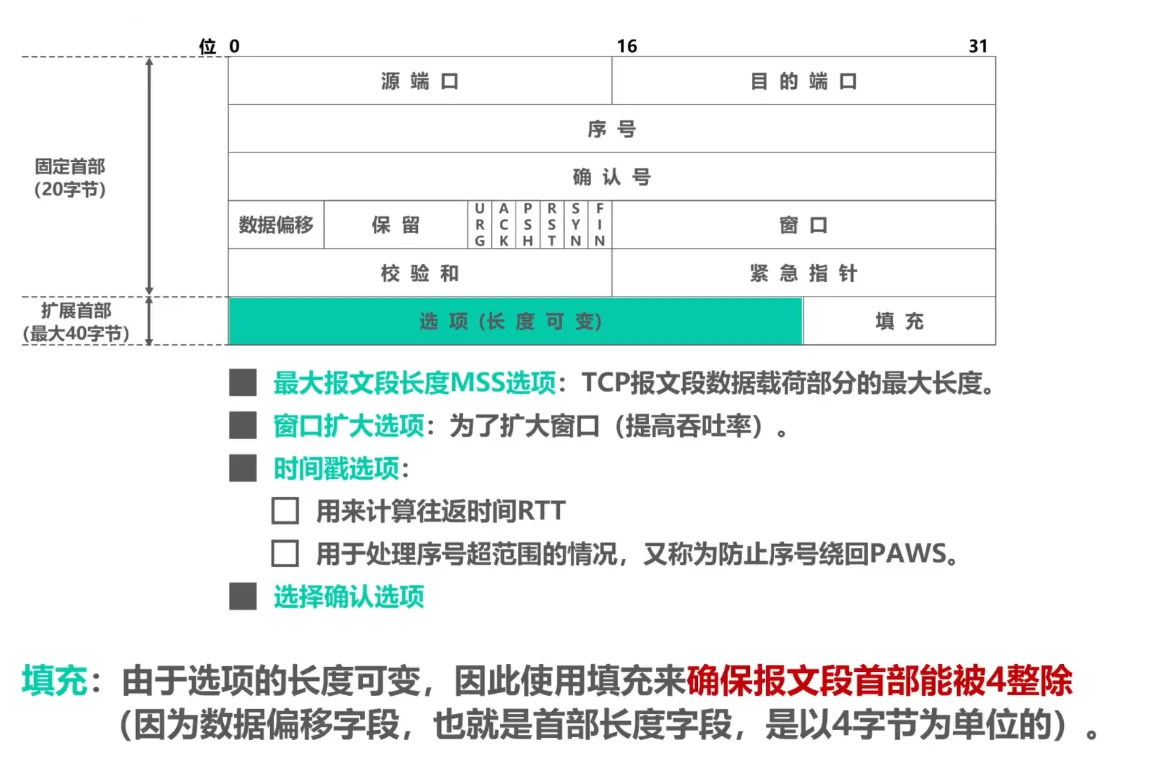 位 0 16 31
源 端 口 目 的 端 口
序 号
固定首部
(20字节)
确 认 号
数据偏移 保 留 URG ACK PSH RST SYN FIN 窗 口
校 验 和 紧 急 指 针
扩展首部
(最大40字节)
选 项 (长 度 可 变) 填 充
最大报文段长度MSS选项：TCP报文段数据载荷部分的最大长度。
窗口扩大选项：为了扩大窗口（提高吞吐率）。
时间戳选项：
用来计算往返时间RTT
用于处理序号超范围的情况，又称为防止序号绕回PAWS。
选择确认选项
填充：由于选项的长度可变，因此使用填充来确保报文段首部能被4整除
（因为数据偏移字段，也就是首部长度字段，是以4字节为单位的）。